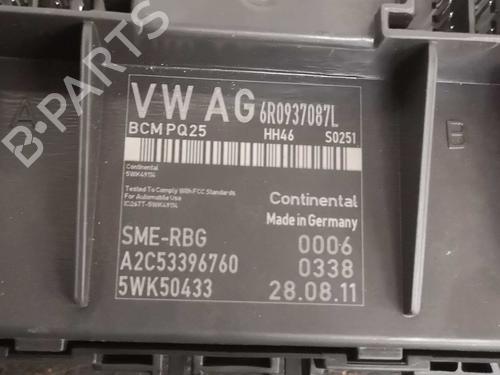 VW AG 6R0937087L
BCM PQ25 HH46 S0251
Continental
5WK49114
Tested To Comply With FCC Standards
For Automobile Use
Continental
Made in Germany
SME-RBG 0006
A2C53396760 0338
5WK50433 28.08.11
A
B